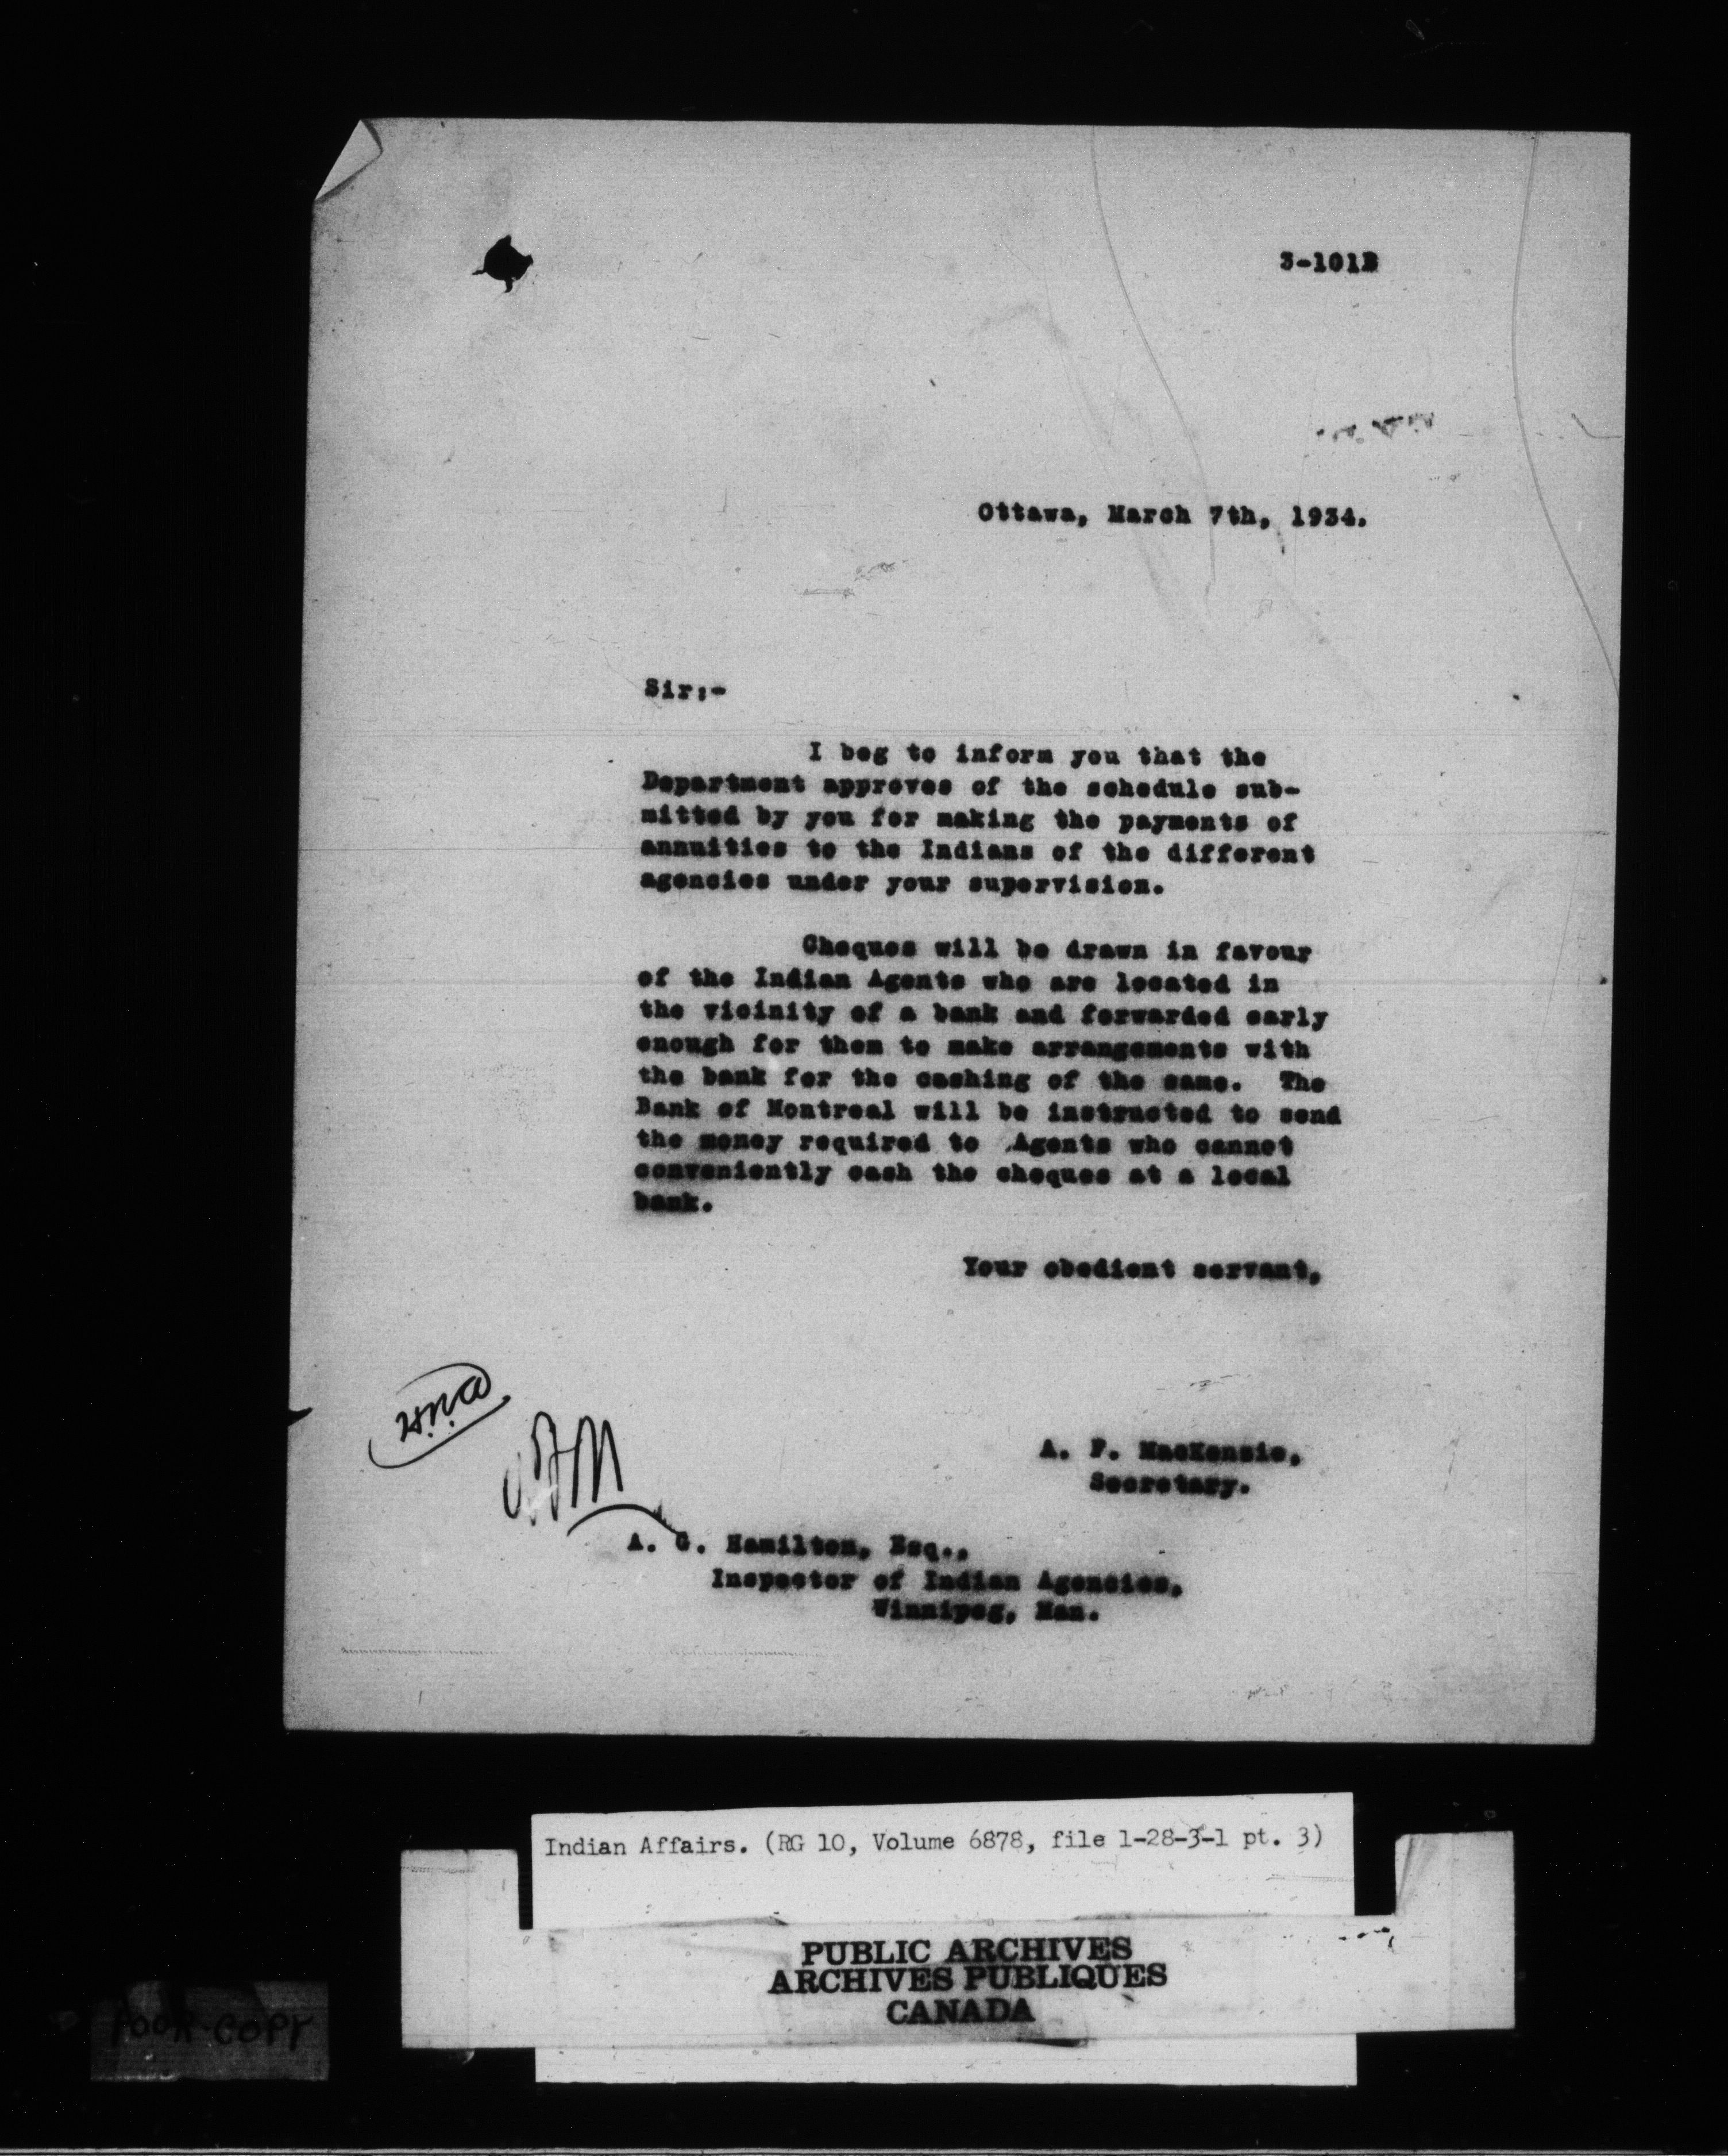 3-101B
Ottawa, March 7th, 1934.
Sir:-
I beg to inform you that the
Department approves of the schedule sub-
mitted by you for making the payments of
annuities to the Indians of the different
agencies under your supervision.
Cheques will be drawn in favour
of the Indian Agents who are located in
the vicinity of a bank and forwarded early
enough for them to make arrangements with
the bank for the cashing of the same. The
Bank of Montreal will be instructed to send
the money required to Agents who cannot
conveniently cash the cheques at a local
bank.
Your obedient servant,
A. F. MacKenzie,
Secretary.
A. G. Hamilton, Esq.,
Inspector of Indian Agencies,
Winnipeg, Man.
Indian Affairs. (RG 10, Volume 6878, file 1-28-3-1 pt. 3)
PUBLIC ARCHIVES
ARCHIVES PUBLIQUES
CANADA
POOR COPY